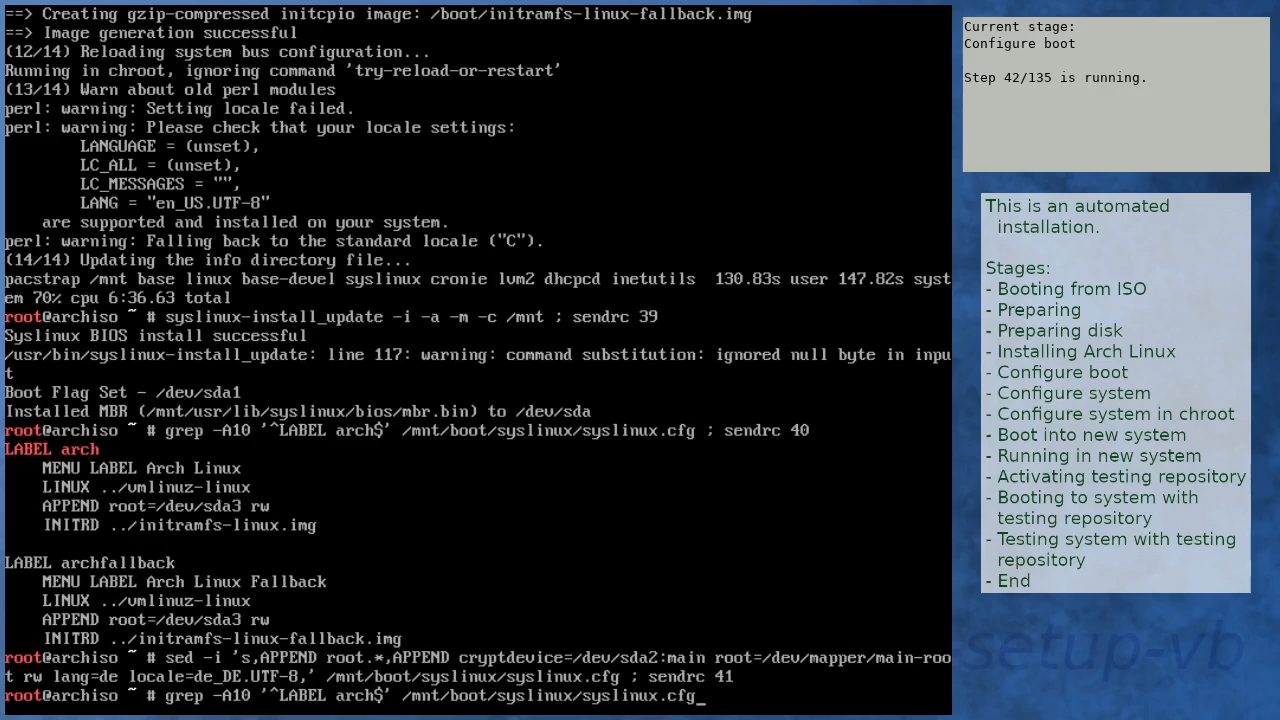 ==> Creating gzip-compressed initcpio image: /boot/initramfs-linux-fallback.img
==> Image generation successful
(12/14) Reloading system bus configuration...
Running in chroot, ignoring command 'try-reload-or-restart'
(13/14) Warn about old perl modules
perl: warning: Setting locale failed.
perl: warning: Please check that your locale settings:
        LANGUAGE = (unset),
        LC_ALL = (unset),
        LC_MESSAGES = "",
        LANG = "en_US.UTF-8"
    are supported and installed on your system.
perl: warning: Falling back to the standard locale ("C").
(14/14) Updating the info directory file...
pacstrap /mnt base linux base-devel syslinux cronie lvm2 dhcpcd inetutils  130.83s user 147.82s syst
em 70% cpu 6:36.63 total
root@archiso ~ # syslinux-install_update -i -a -m -c /mnt ; sendrc 39
Syslinux BIOS install successful
/usr/bin/syslinux-install_update: line 117: warning: command substitution: ignored null byte in inpu
t
Boot Flag Set - /dev/sda1
Installed MBR (/mnt/usr/lib/syslinux/bios/mbr.bin) to /dev/sda
root@archiso ~ # grep -A10 '^LABEL arch$' /mnt/boot/syslinux/syslinux.cfg ; sendrc 40
LABEL arch
    MENU LABEL Arch Linux
    LINUX ../vmlinuz-linux
    APPEND root=/dev/sda3 rw
    INITRD ../initramfs-linux.img

LABEL archfallback
    MENU LABEL Arch Linux Fallback
    LINUX ../vmlinuz-linux
    APPEND root=/dev/sda3 rw
    INITRD ../initramfs-linux-fallback.img
root@archiso ~ # sed -i 's,APPEND root.*,APPEND cryptdevice=/dev/sda2:main root=/dev/mapper/main-roo
t rw lang=de locale=de_DE.UTF-8,' /mnt/boot/syslinux/syslinux.cfg ; sendrc 41
root@archiso ~ # grep -A10 '^LABEL arch$' /mnt/boot/syslinux/syslinux.cfg_
Current stage:
Configure boot

Step 42/135 is running.
This is an automated
installation.

Stages:
- Booting from ISO
- Preparing
- Preparing disk
- Installing Arch Linux
- Configure boot
- Configure system
- Configure system in chroot
- Boot into new system
- Running in new system
- Activating testing repository
- Booting to system with
testing repository
- Testing system with testing
repository
- End
setup-vb